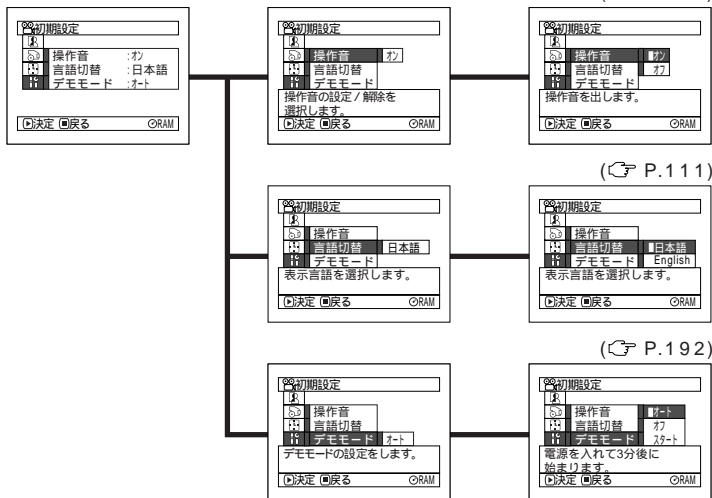 初期設定
操作音 :オン
言語切替 :日本語
デモモード :オート
決定 戻る RAM
初期設定
操作音 オン
言語切替
デモモード
操作音の設定/解除を
選択します。
決定 戻る RAM
初期設定
操作音 オン
言語切替 オフ
デモモード
操作音を出します。
決定 戻る RAM
(P.111)
初期設定
操作音
言語切替 日本語
デモモード
表示言語を選択します。
決定 戻る RAM
初期設定
操作音
言語切替 日本語
デモモード English
表示言語を選択します。
決定 戻る RAM
(P.192)
初期設定
操作音
言語切替
デモモード オート
デモモードの設定をします。
決定 戻る RAM
初期設定
操作音 オート
言語切替 オフ
デモモード スタート
電源を入れて3分後に
始まります。
決定 戻る RAM